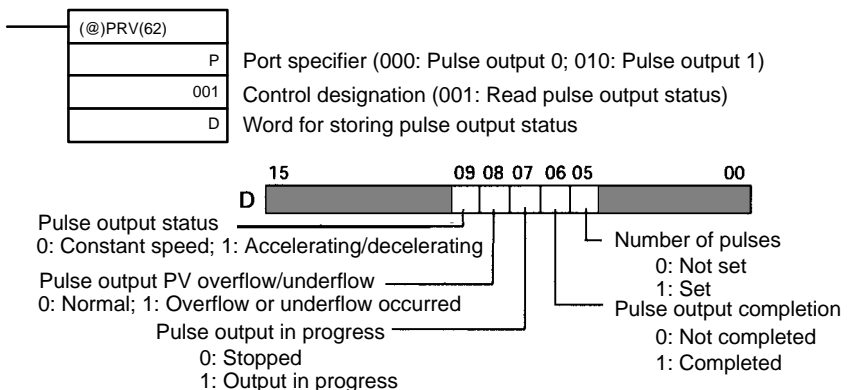 (@)PRV(62)
P Port specifier (000: Pulse output 0; 010: Pulse output 1)
001 Control designation (001: Read pulse output status)
D Word for storing pulse output status
15 09 08 07 06 05 00
D
Pulse output status
0: Constant speed; 1: Accelerating/decelerating
Pulse output PV overflow/underflow
0: Normal; 1: Overflow or underflow occurred
Pulse output in progress
0: Stopped
1: Output in progress
Number of pulses
0: Not set
1: Set
Pulse output completion
0: Not completed
1: Completed